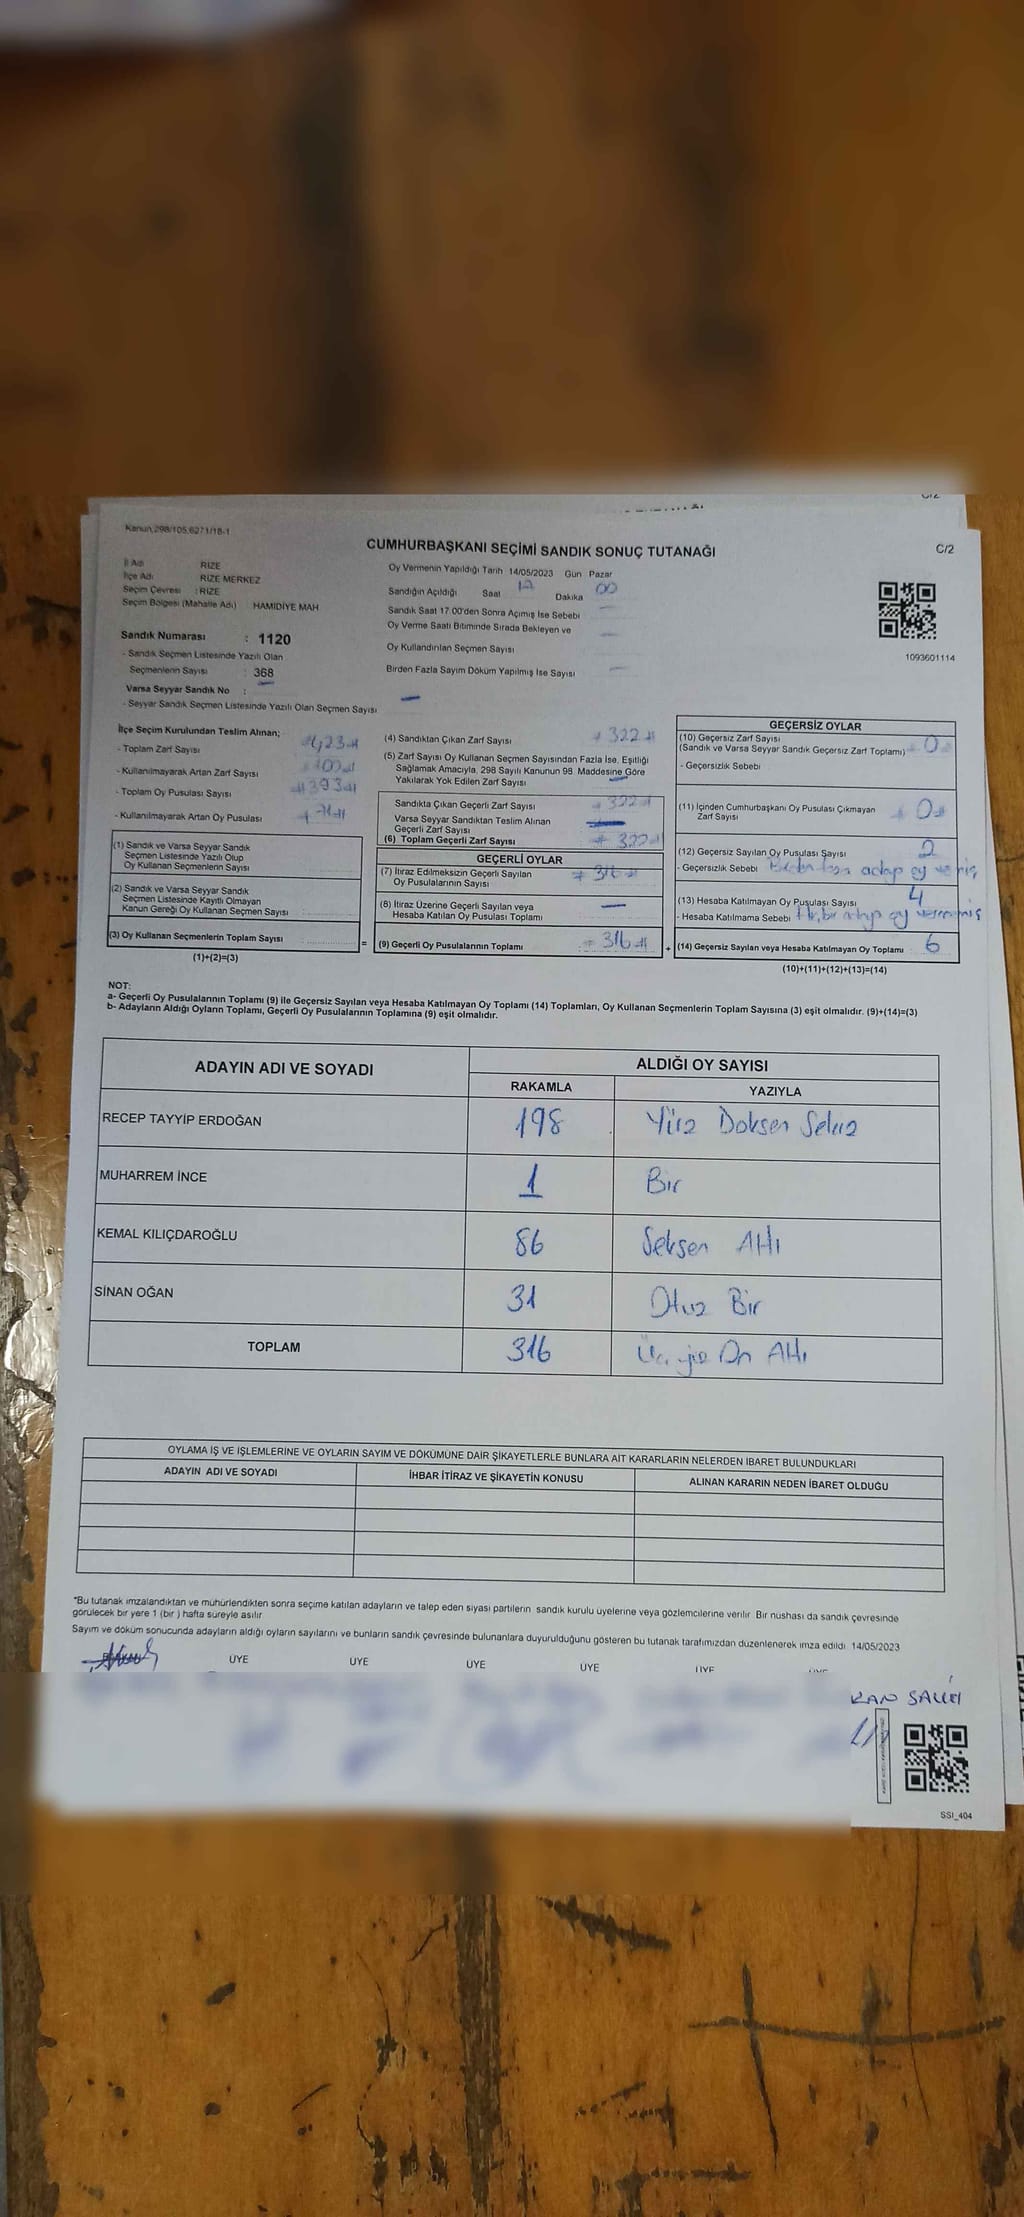 C/2
Kanun,298/105,6271/18-1
CUMHURBAŞKANI SEÇİMİ SANDIK SONUÇ TUTANAĞI
C/2
İl Adı RİZE
İlçe Adı RİZE MERKEZ
Seçim Çevresi : RİZE
Seçim Bölgesi (Mahalle Adı) HAMİDİYE MAH
Sandık Numarası : 1120
- Sandık Seçmen Listesinde Yazılı Olan
Seçmenlerin Sayısı : 368
Varsa Seyyar Sandık No :
- Seyyar Sandık Seçmen Listesinde Yazılı Olan Seçmen Sayısı
Oy Vermenin Yapıldığı Tarih 14/05/2023 Gün Pazar
Sandığın Açıldığı Saat 17 Dakika 00
Sandık Saat 17.00'den Sonra Açımış İse Sebebi
Oy Verme Saati Bitiminde Sırada Bekleyen ve
Oy Kullandırılan Seçmen Sayısı
Birden Fazla Sayım Döküm Yapılmış İse Sayısı
1093601114
İlçe Seçim Kurulundan Teslim Alınan;
- Toplam Zarf Sayısı
- Kullanılmayarak Artan Zarf Sayısı
- Toplam Oy Pusulası Sayısı 393
- Kullanılmayarak Artan Oy Pusulası
(1) Sandık ve Varsa Seyyar Sandık
Seçmen Listesinde Yazılı Olup
Oy Kullanan Seçmenlerin Sayısı
(2) Sandık ve Varsa Seyyar Sandık
Seçmen Listesinde Kayıtlı Olmayan
Kanun Gereği Oy Kullanan Seçmen Sayısı
(3) Oy Kullanan Seçmenlerin Toplam Sayısı
(1)+(2)=(3)
(4) Sandıktan Çıkan Zarf Sayısı 322
(5) Zarf Sayısı Oy Kullanan Seçmen Sayısından Fazla İse, Eşitliği
Sağlamak Amacıyla, 298 Sayılı Kanunun 98. Maddesine Göre
Yakılarak Yok Edilen Zarf Sayısı
Sandıkta Çıkan Geçerli Zarf Sayısı 322
Varsa Seyyar Sandıktan Teslim Alınan
Geçerli Zarf Sayısı
(6) Toplam Geçerli Zarf Sayısı 322
GEÇERLİ OYLAR
(7) İtiraz Edilmeksizin Geçerli Sayılan
Oy Pusulalarının Sayısı 316
(8) İtiraz Üzerine Geçerli Sayılan veya
Hesaba Katılan Oy Pusulası Toplamı
= (9) Geçerli Oy Pusulalarının Toplamı 316
GEÇERSİZ OYLAR
(10) Geçersiz Zarf Sayısı
(Sandık ve Varsa Seyyar Sandık Geçersiz Zarf Toplamı) 0
- Geçersizlik Sebebi
(11) İçinden Cumhurbaşkanı Oy Pusulası Çıkmayan
Zarf Sayısı 0
(12) Geçersiz Sayılan Oy Pusulası Sayısı 2
- Geçersizlik Sebebi
(13) Hesaba Katılmayan Oy Pusulası Sayısı 4
- Hesaba Katılmama Sebebi
+ (14) Geçersiz Sayılan veya Hesaba Katılmayan Oy Toplamı 6
(10)+(11)+(12)+(13)=(14)
NOT:
a- Geçerli Oy Pusulalarının Toplamı (9) ile Geçersiz Sayılan veya Hesaba Katılmayan Oy Toplamı (14) Toplamları, Oy Kullanan Seçmenlerin Toplam Sayısına (3) eşit olmalıdır. (9)+(14)=(3)
b- Adayların Aldığı Oyların Toplamı, Geçerli Oy Pusulalarının Toplamına (9) eşit olmalıdır.
ADAYIN ADI VE SOYADI ALDIĞI OY SAYISI
RAKAMLA YAZIYLA
RECEP TAYYİP ERDOĞAN 198 Yüz Doksan Sekiz
MUHARREM İNCE 1 Bir
KEMAL KILIÇDAROĞLU 86 Seksen Altı
SİNAN OĞAN 31 Otuz Bir
TOPLAM 316 Üç yüz On Altı
OYLAMA İŞ VE İŞLEMLERİNE VE OYLARIN SAYIM VE DÖKÜMÜNE DAİR ŞİKAYETLERLE BUNLARA AİT KARARLARIN NELERDEN İBARET BULUNDUKLARI
ADAYIN ADI VE SOYADI İHBAR İTİRAZ VE ŞİKAYETİN KONUSU ALINAN KARARIN NEDEN İBARET OLDUĞU
*Bu tutanak imzalandıktan ve mühürlendikten sonra seçime katılan adayların ve talep eden siyasi partilerin sandık kurulu üyelerine veya gözlemcilerine verilir. Bir nüshası da sandık çevresinde
görülecek bir yere 1 (bir ) hafta süreyle asılır.
Sayım ve döküm sonucunda adayların aldığı oyların sayılarını ve bunların sandık çevresinde bulunanlara duyurulduğunu gösteren bu tutanak tarafımızdan düzenlenerek imza edildi. 14/05/2023
ÜYE ÜYE ÜYE ÜYE ÜYE
SSI_404